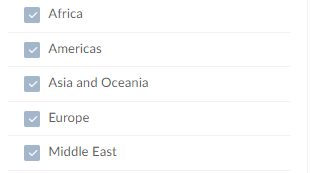 Africa
Americas
Asia and Oceania
Europe
Middle East